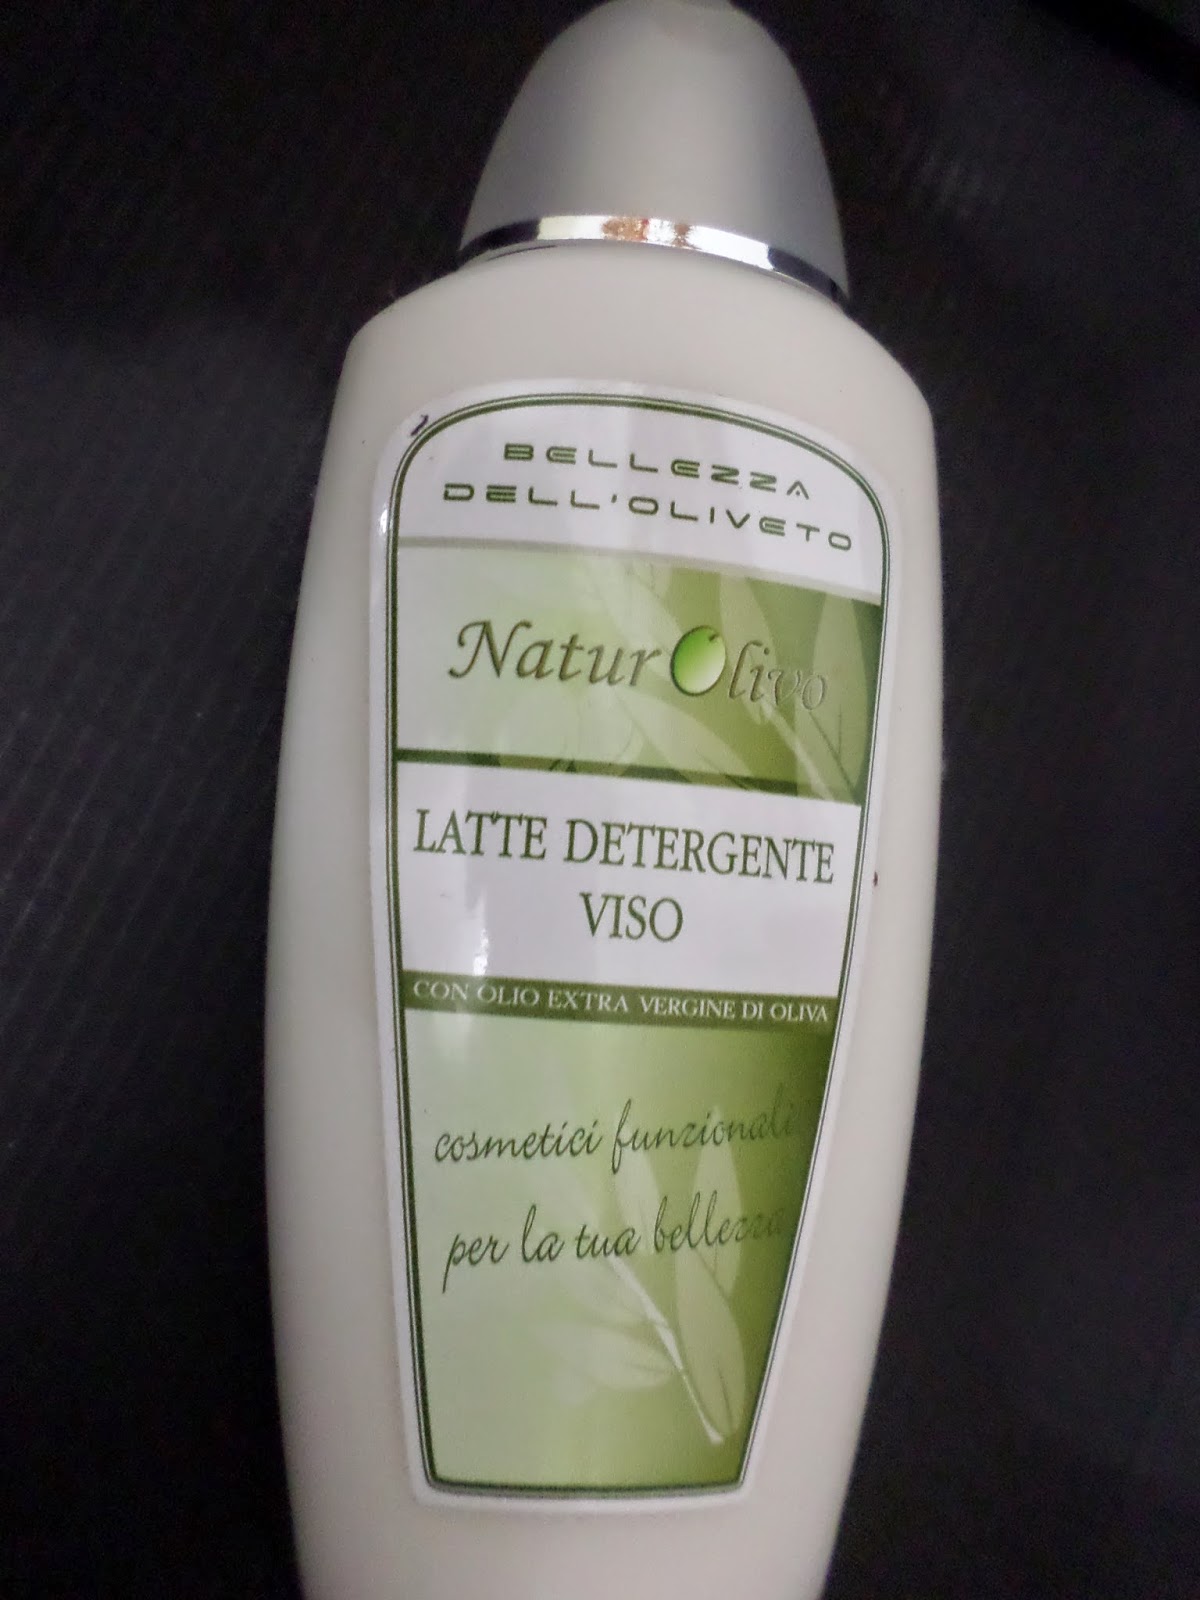 BELLEZZA
DELL'OLIVETO
NaturOlivo
LATTE DETERGENTE
VISO
CON OLIO EXTRA VERGINE DI OLIVA
cosmetici funzionali
per la tua bellezza